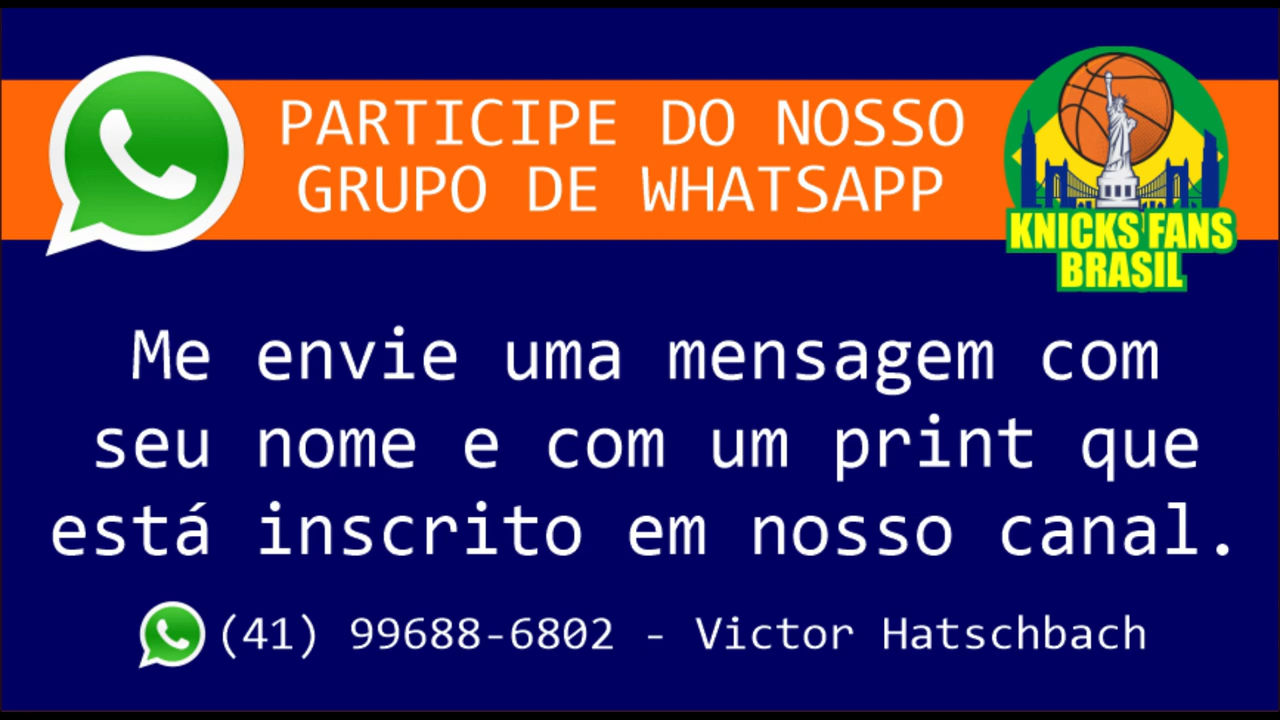 PARTICIPE DO NOSSO
GRUPO DE WHATSAPP
KNICKS FANS
BRASIL
Me envie uma mensagem com
seu nome e com um print que
está inscrito em nosso canal.
(41) 99688-6802 - Victor Hatschbach